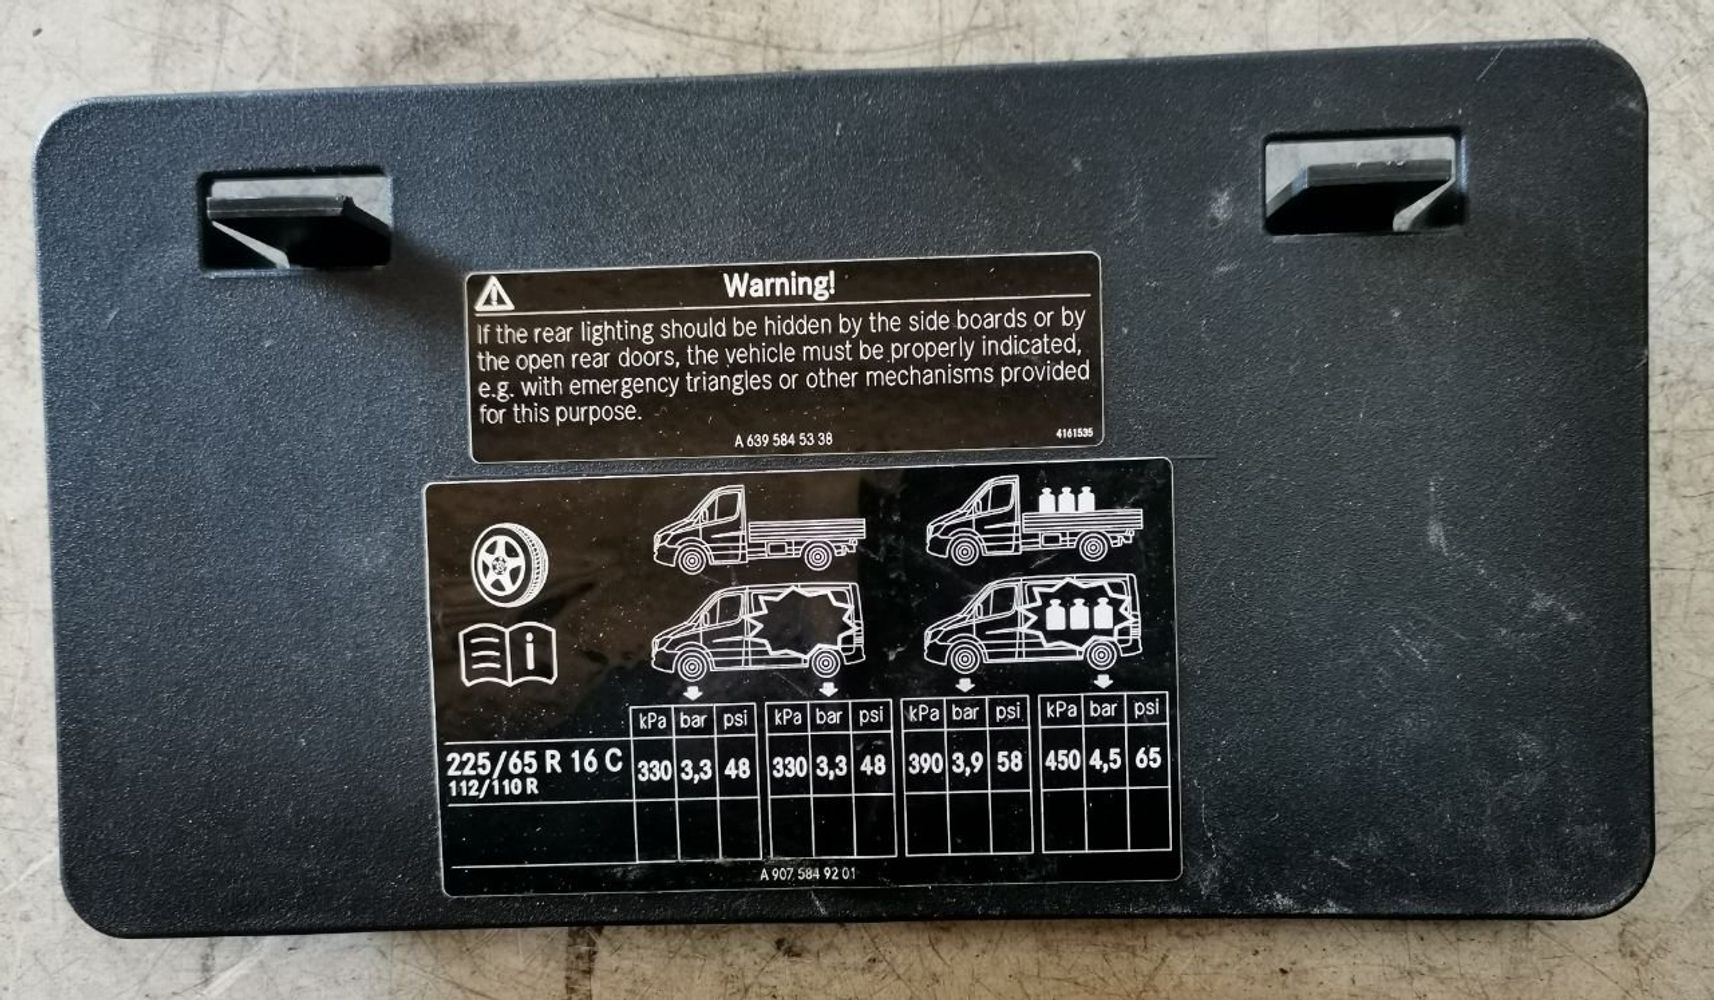 Warning!
If the rear lighting should be hidden by the side boards or by
the open rear doors, the vehicle must be properly indicated,
e.g. with emergency triangles or other mechanisms provided
for this purpose.
A 639 584 53 38
4161535
i
kPa bar psi kPa bar psi kPa bar psi kPa bar psi
225/65 R 16 C 330 3,3 48 330 3,3 48 390 3,9 58 450 4,5 65
112/110 R
A 907 584 92 01